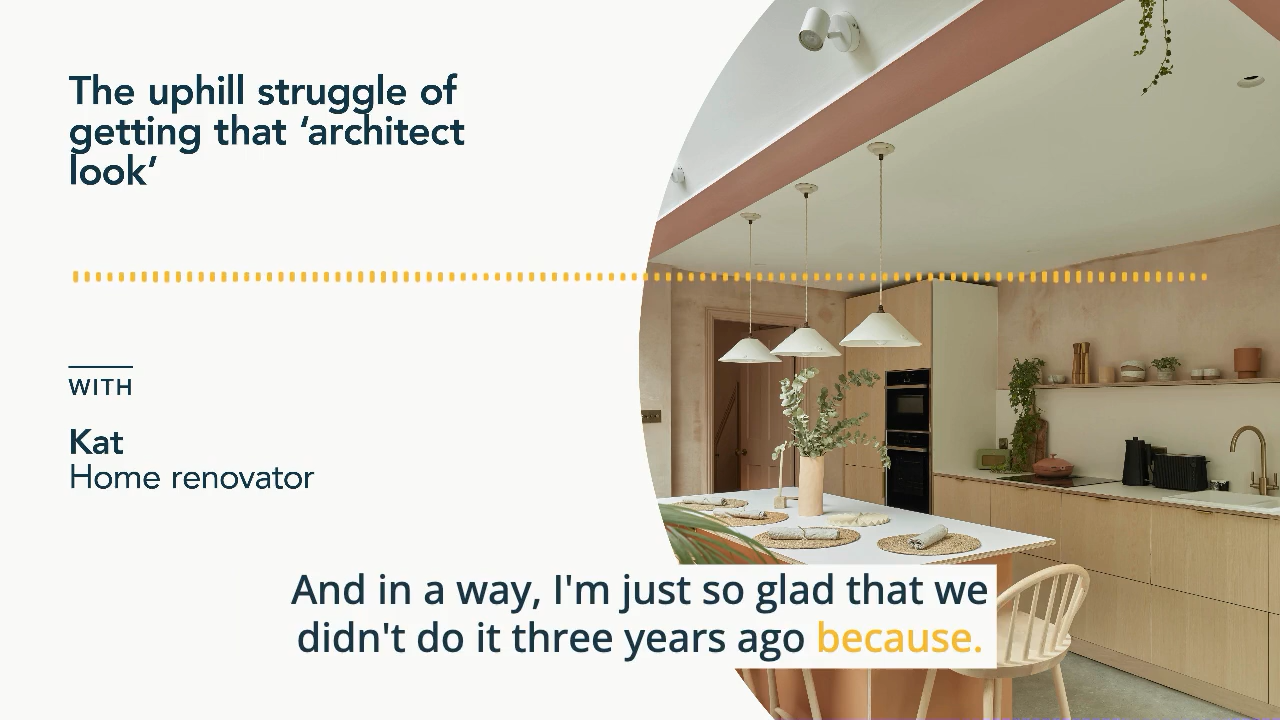 The uphill struggle of
getting that ‘architect
look’
WITH
Kat
Home renovator
And in a way, I'm just so glad that we
didn't do it three years ago because.